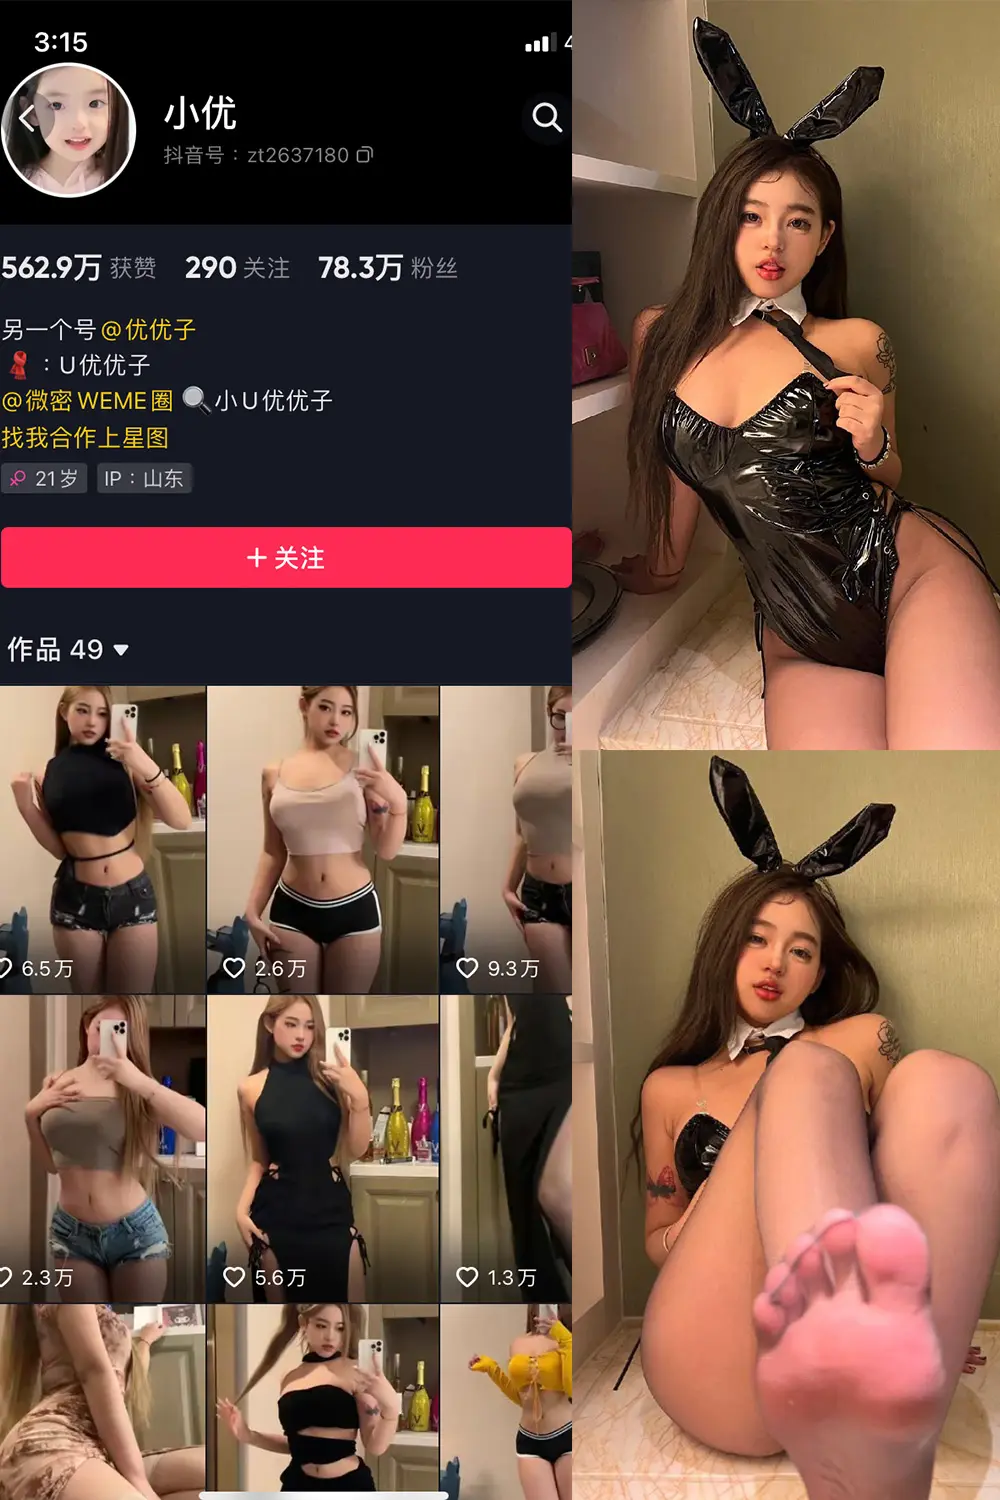 3:15
小优
抖音号：zt2637180
562.9万 获赞 290 关注 78.3万 粉丝
另一个号@优优子
：U优优子
@微密WEME圈 小U优优子
找我合作上星图
21岁 IP：山东
+ 关注
作品 49
6.5万 2.6万 9.3万
2.3万 5.6万 1.3万